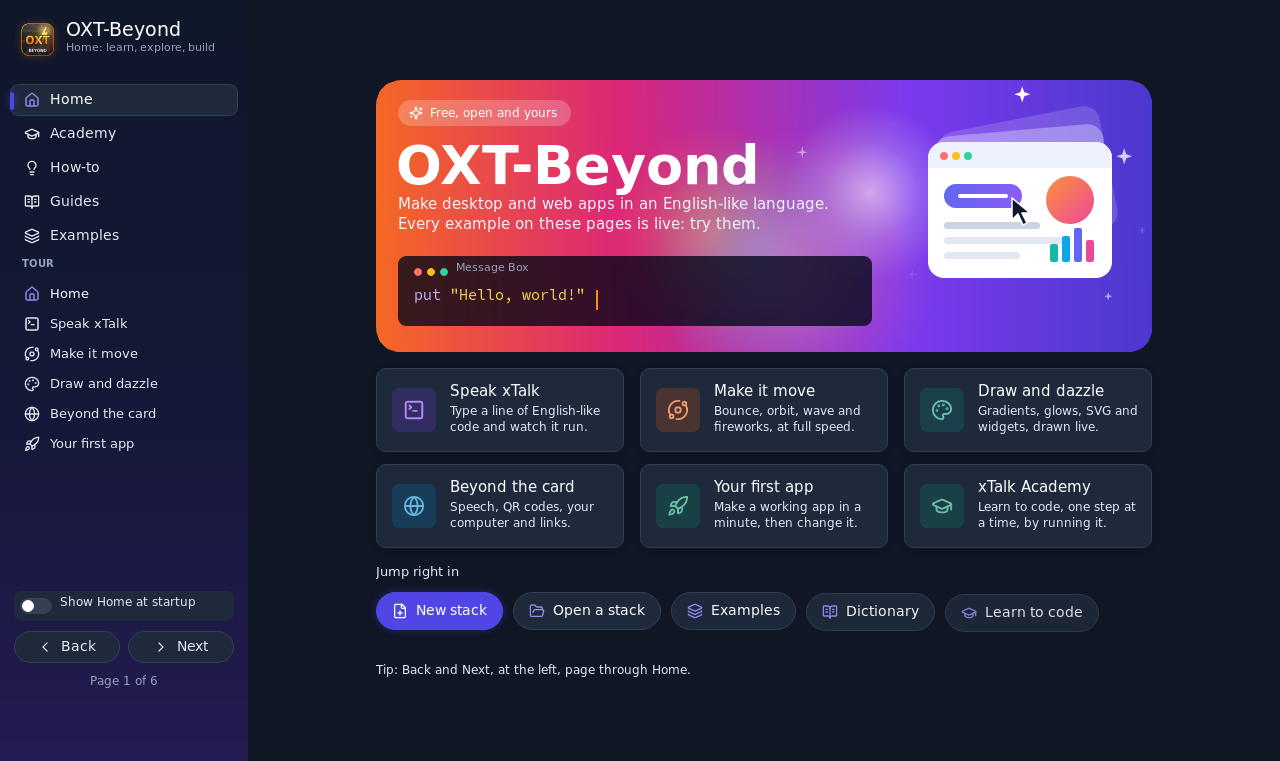 OXT
BEYOND
OXT-Beyond
Home: learn, explore, build
Home
Academy
How-to
Guides
Examples
TOUR
Home
Speak xTalk
Make it move
Draw and dazzle
Beyond the card
Your first app
Show Home at startup
Back
Next
Page 1 of 6
Free, open and yours
OXT-Beyond
Make desktop and web apps in an English-like language.
Every example on these pages is live: try them.
Message Box
put "Hello, world!"
Speak xTalk
Type a line of English-like
code and watch it run.
Make it move
Bounce, orbit, wave and
fireworks, at full speed.
Draw and dazzle
Gradients, glows, SVG and
widgets, drawn live.
Beyond the card
Speech, QR codes, your
computer and links.
Your first app
Make a working app in a
minute, then change it.
xTalk Academy
Learn to code, one step at
a time, by running it.
Jump right in
New stack
Open a stack
Examples
Dictionary
Learn to code
Tip: Back and Next, at the left, page through Home.